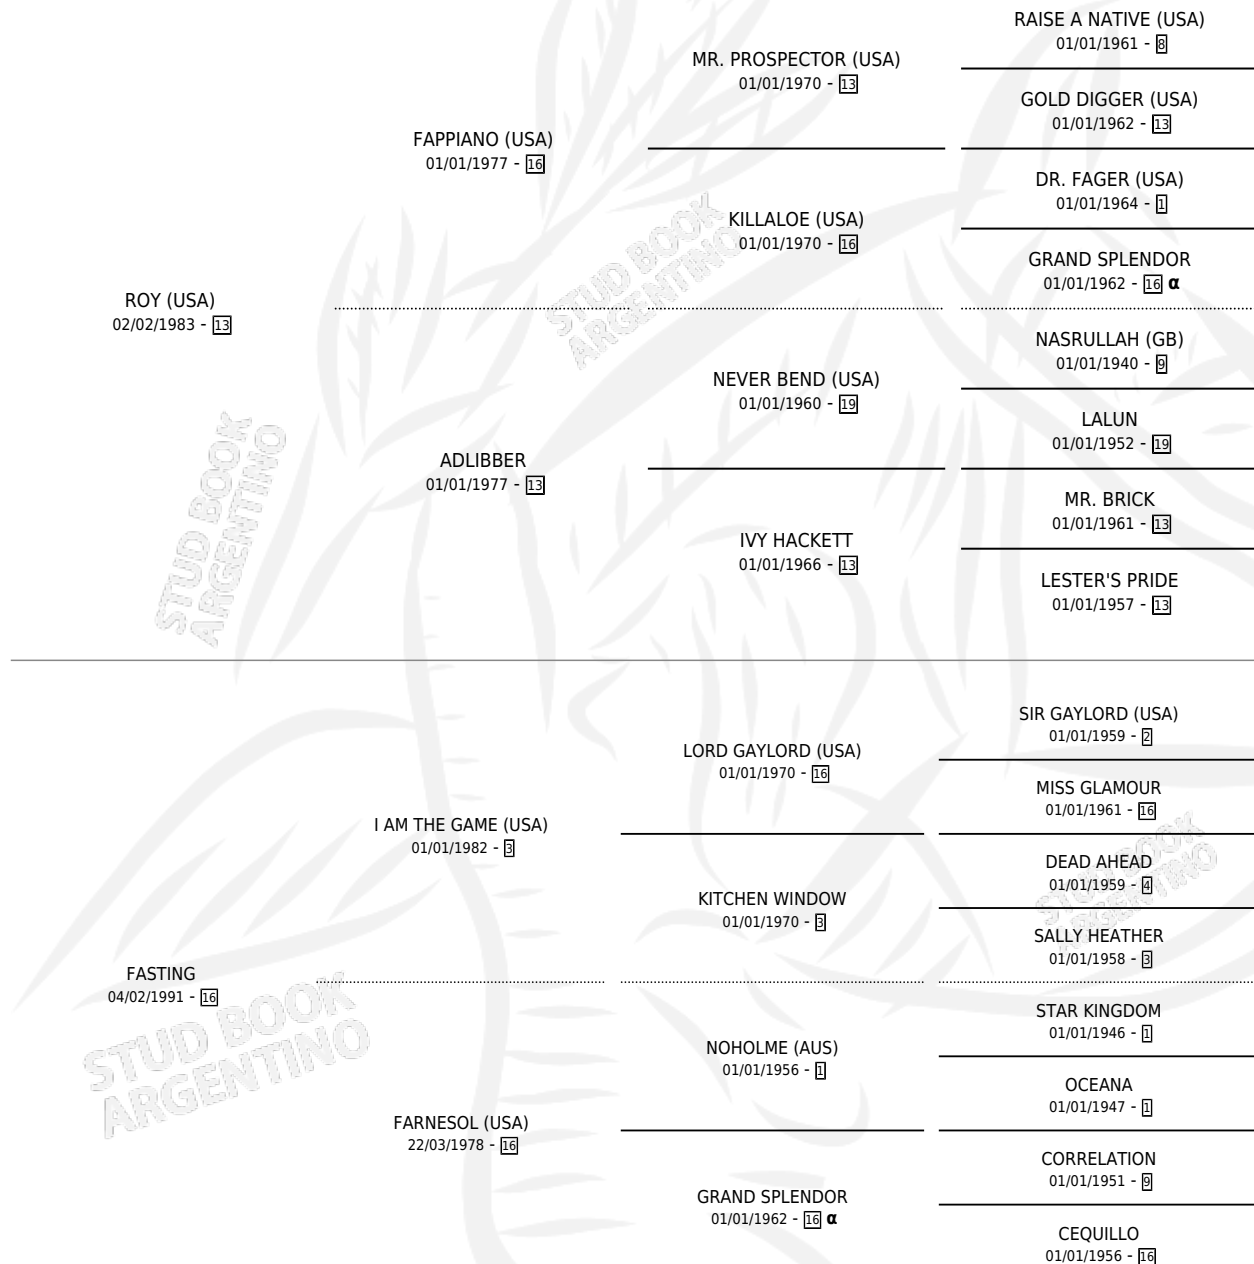 RAISE A NATIVE (USA)
01/01/1961 - 8
MR. PROSPECTOR (USA)
01/01/1970 - 13
GOLD DIGGER (USA)
01/01/1962 - 13
FAPPIANO (USA)
01/01/1977 - 16
DR. FAGER (USA)
01/01/1964 - 1
KILLALOE (USA)
01/01/1970 - 16
GRAND SPLENDOR
01/01/1962 - 16 α
ROY (USA)
02/02/1983 - 13
NASRULLAH (GB)
01/01/1940 - 9
NEVER BEND (USA)
01/01/1960 - 19
LALUN
01/01/1952 - 19
ADLIBBER
01/01/1977 - 13
MR. BRICK
01/01/1961 - 13
IVY HACKETT
01/01/1966 - 13
LESTER'S PRIDE
01/01/1957 - 13
SIR GAYLORD (USA)
01/01/1959 - 2
LORD GAYLORD (USA)
01/01/1970 - 16
MISS GLAMOUR
01/01/1961 - 16
I AM THE GAME (USA)
01/01/1982 - 3
DEAD AHEAD
01/01/1959 - 4
KITCHEN WINDOW
01/01/1970 - 3
SALLY HEATHER
01/01/1958 - 3
FASTING
04/02/1991 - 16
STAR KINGDOM
01/01/1946 - 1
NOHOLME (AUS)
01/01/1956 - 1
OCEANA
01/01/1947 - 1
FARNESOL (USA)
22/03/1978 - 16
CORRELATION
01/01/1951 - 9
GRAND SPLENDOR
01/01/1962 - 16 α
CEQUILLO
01/01/1956 - 16
STUD BOOK
ARGENTINO
STUD BOOK
ARGENTINO
STUD BOOK
ARGENTINO
STUD BOOK
ARGENTINO